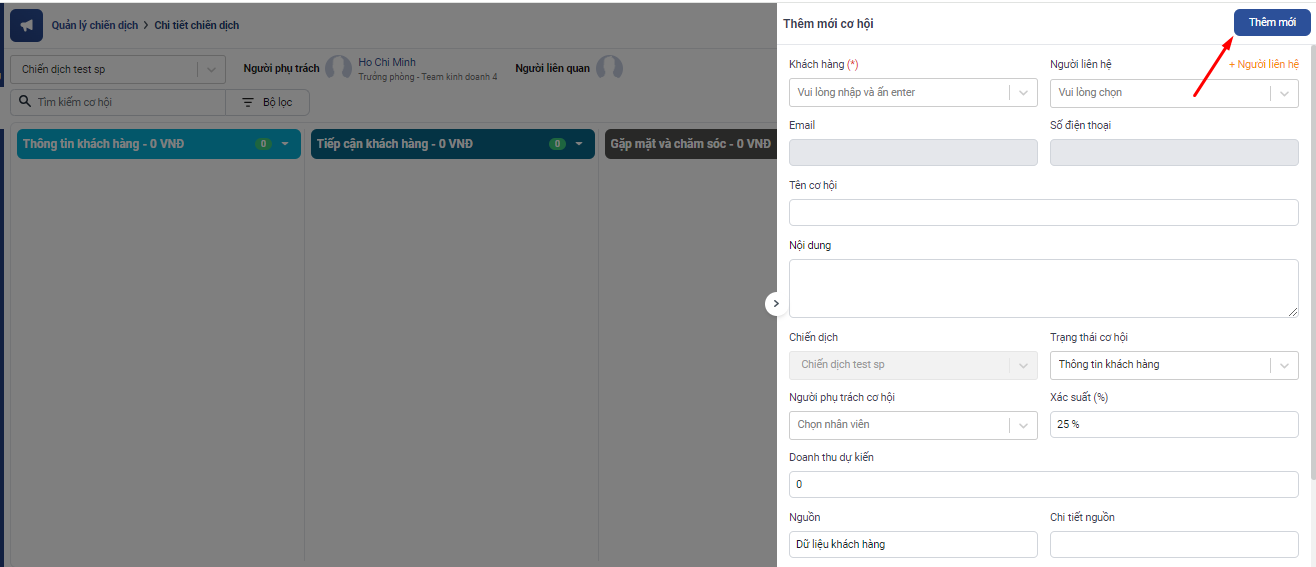 Quản lý chiến dịch > Chi tiết chiến dịch
Chiến dịch test sp
Người phụ trách
Ho Chi Minh
Trưởng phòng - Team kinh doanh 4
Người liên quan
Tìm kiếm cơ hội
Bộ lọc
Thông tin khách hàng - 0 VNĐ
0
Tiếp cận khách hàng - 0 VNĐ
0
Gặp mặt và chăm sóc - 0 VNĐ
Thêm mới cơ hội
Thêm mới
Khách hàng (*)
Người liên hệ
+ Người liên hệ
Vui lòng nhập và ấn enter
Vui lòng chọn
Email
Số điện thoại
Tên cơ hội
Nội dung
Chiến dịch
Trạng thái cơ hội
Chiến dịch test sp
Thông tin khách hàng
Người phụ trách cơ hội
Xác suất (%)
Chọn nhân viên
25 %
Doanh thu dự kiến
0
Nguồn
Chi tiết nguồn
Dữ liệu khách hàng